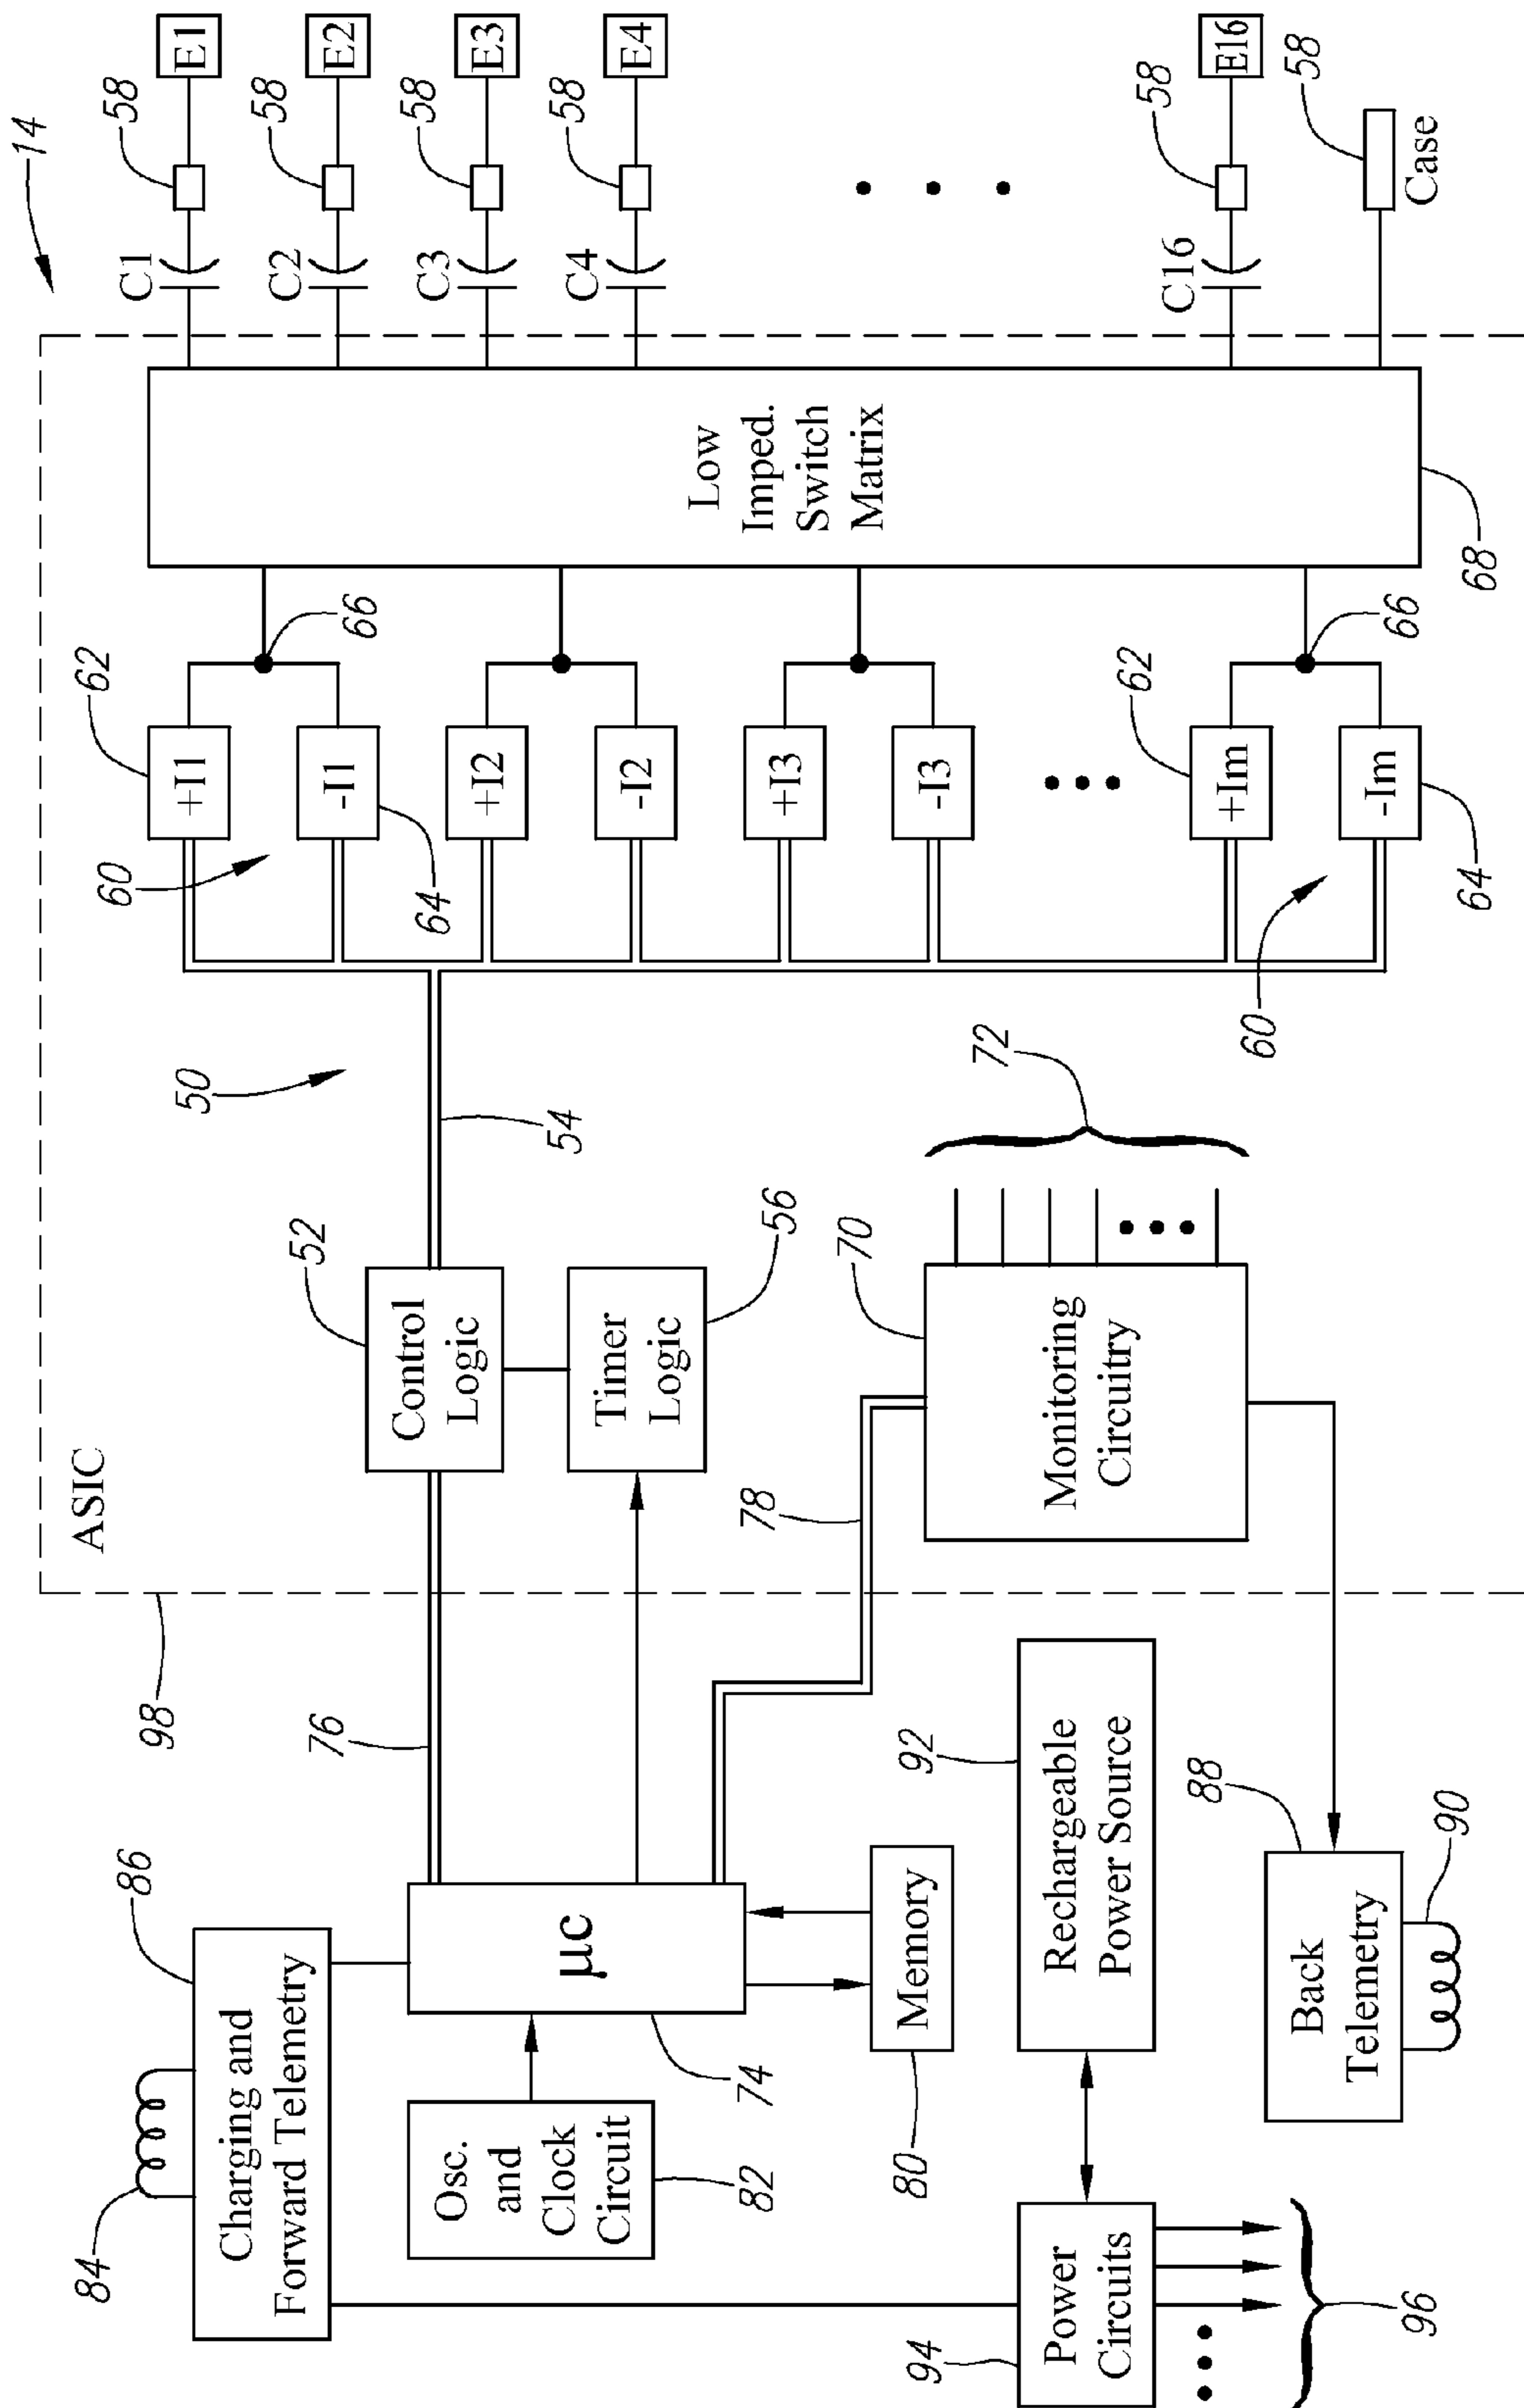 14
98
ASIC
84
Charging and
Forward Telemetry
86
76
Control
Logic
52
50
54
60
+I1
62
-I1
64
66
+I2
-I2
+I3
-I3
+Im
62
-Im
64
60
66
Low
Imped.
Switch
Matrix
68
C1
58
E1
C2
58
E2
C3
58
E3
C4
58
E4
C16
58
E16
58
Case
Osc.
and
Clock
Circuit
82
μc
74
Timer
Logic
56
78
Memory
80
Monitoring
Circuitry
70
72
Rechargeable
Power Source
92
Power
Circuits
94
96
Back
Telemetry
88
90